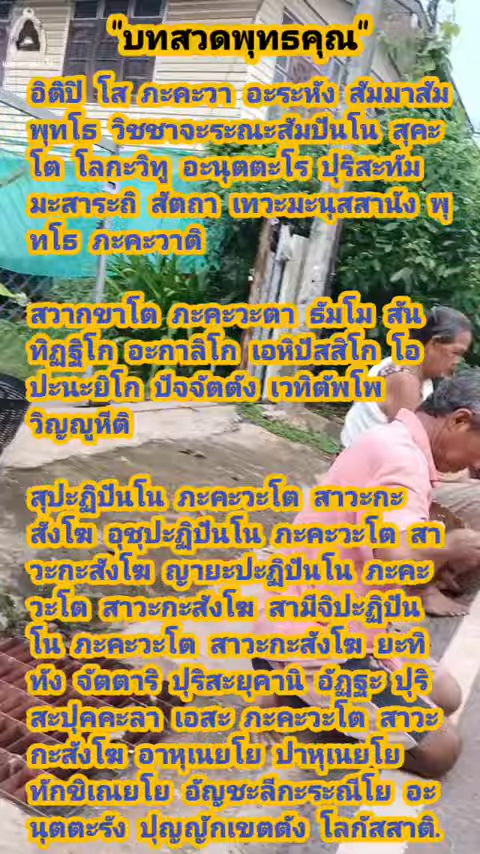 "บทสวดพุทธคุณ"
อิติปิ โส ภะคะวา อะระหัง สัมมาสัม
พุทโธ วิชชาจะระณะสัมปันโน สุคะ
โต โลกะวิทู อะนุตตะโร ปุริสะทัม
มะสาระถิ สัตถา เทวะมะนุสสานัง พุ
ทโธ ภะคะวาติ
สวากขาโต ภะคะวะตา ธัมโม สัน
ทิฏฐิโก อะกาลิโก เอหิปัสสิโก โอ
ปะนะยิโก ปัจจัตตัง เวทิตัพโพ
วิญญูหีติ
สุปะฏิปันโน ภะคะวะโต สาวะกะ
สังโฆ อุชุปะฏิปันโน ภะคะวะโต สา
วะกะสังโฆ ญายะปะฏิปันโน ภะคะ
วะโต สาวะกะสังโฆ สามีจิปะฏิปัน
โน ภะคะวะโต สาวะกะสังโฆ ยะทิ
ทัง จัตตาริ ปุริสะยุคานิ อัฏฐะ ปุริ
สะปุคคะลา เอสะ ภะคะวะโต สาวะ
กะสังโฆ อาหุเนยโย ปาหุเนยโย
ทักขิเณยโย อัญชะลีกะระณีโย อะ
นุตตะรัง ปุญญักเขตตัง โลกัสสาติ.